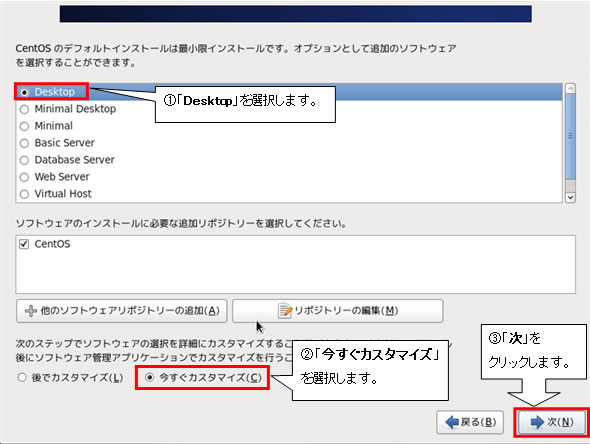 CentOS のデフォルトインストールは最小限インストールです。オプションとして追加のソフトウェア
を選択することができます。
Desktop
①「Desktop」を選択します。
Minimal Desktop
Minimal
Basic Server
Database Server
Web Server
Virtual Host
ソフトウェアのインストールに必要な追加リポジトリーを選択してください。
CentOS
他のソフトウェアリポジトリーの追加(A)
リポジトリーの編集(M)
次のステップでソフトウェアの選択を詳細にカスタマイズするこ
後にソフトウェア管理アプリケーションでカスタマイズを行うこ
②「今すぐカスタマイズ」
を選択します。
③「次」を
クリックします。
後でカスタマイズ(L)
今すぐカスタマイズ(C)
戻る(B)
次(N)